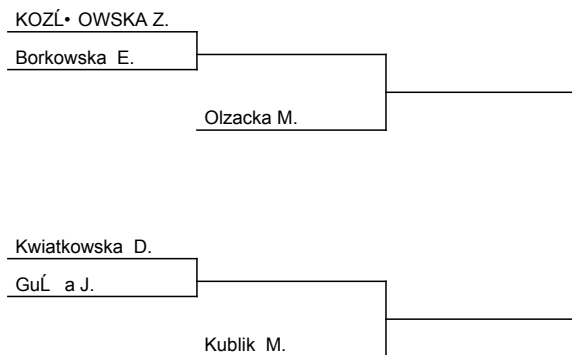 KOZĹ• OWSKA Z.
Borkowska E.
Olzacka M.
Kwiatkowska D.
GuĹ a J.
Kublik M.